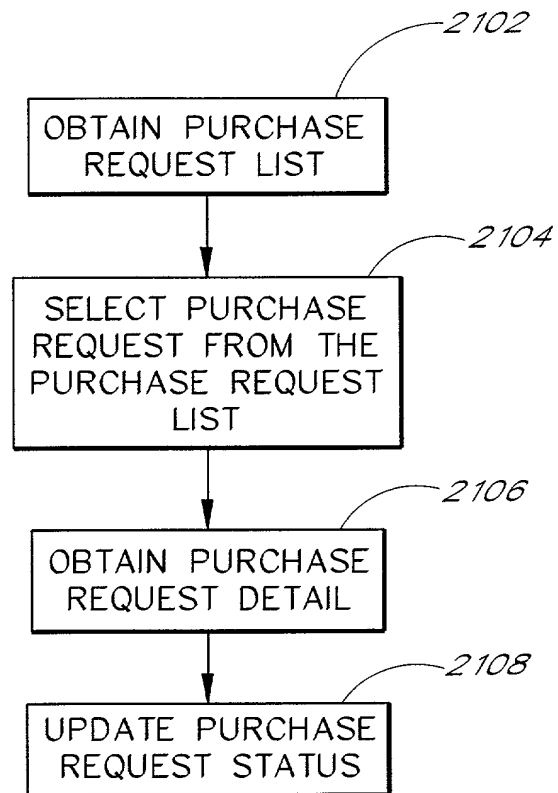 2102
OBTAIN PURCHASE
REQUEST LIST
2104
SELECT PURCHASE
REQUEST FROM THE
PURCHASE REQUEST
LIST
2106
OBTAIN PURCHASE
REQUEST DETAIL
2108
UPDATE PURCHASE
REQUEST STATUS